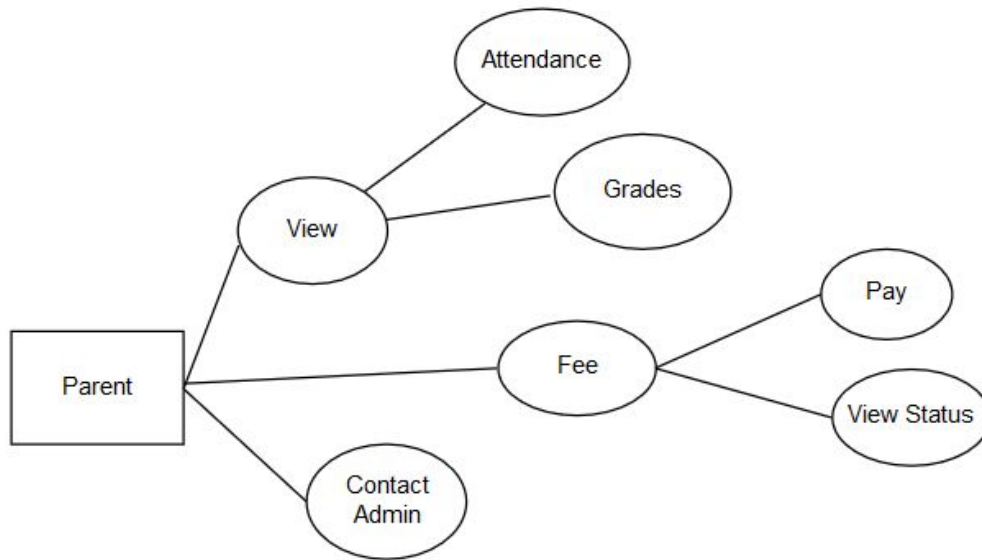 Attendance
Grades
View
Pay
Fee
Parent
View Status
Contact
Admin